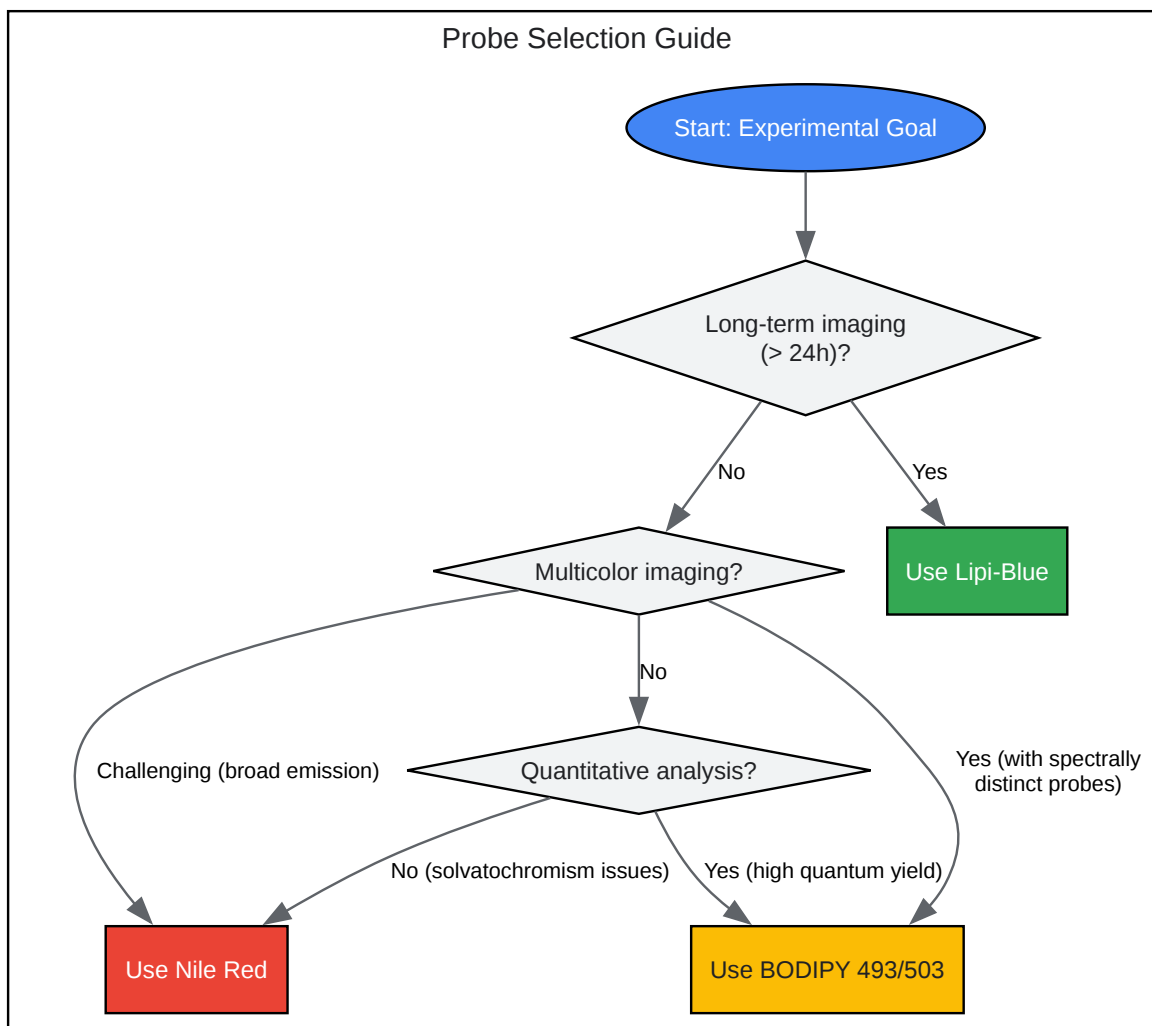 Probe Selection Guide
Start: Experimental Goal
Long-term imaging
(> 24h)?
No
Yes
Multicolor imaging?
Use Lipi-Blue
No
Challenging (broad emission)
Quantitative analysis?
Yes (with spectrally
distinct probes)
No (solvatochromism issues)
Yes (high quantum yield)
Use Nile Red
Use BODIPY 493/503